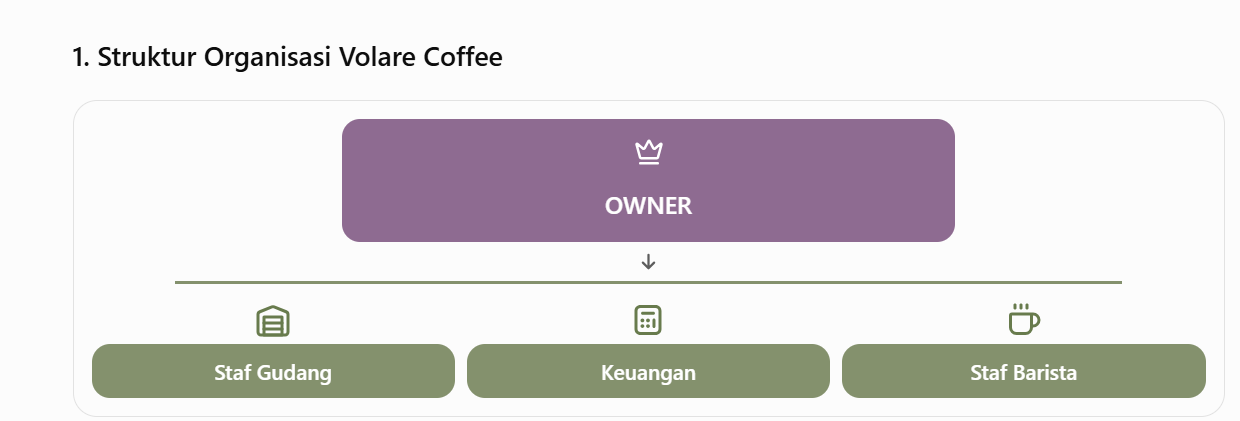 1. Struktur Organisasi Volare Coffee
OWNER
Staf Gudang
Keuangan
Staf Barista